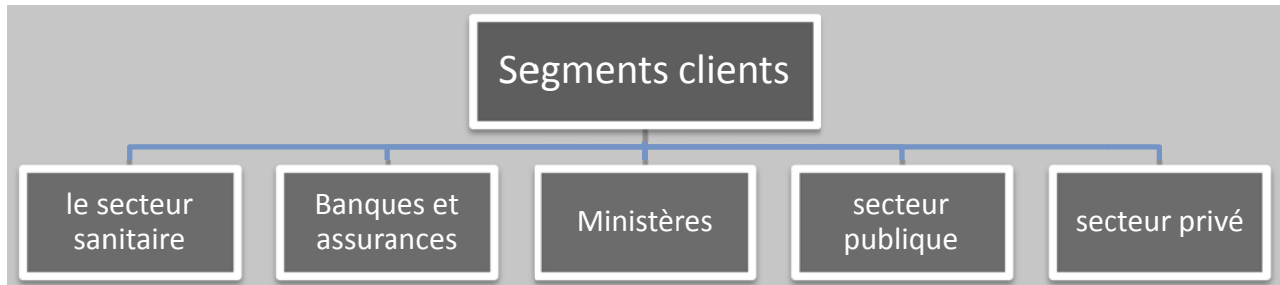 Segments clients
le secteur
sanitaire
Banques et
assurances
Ministères
secteur
publique
secteur privé